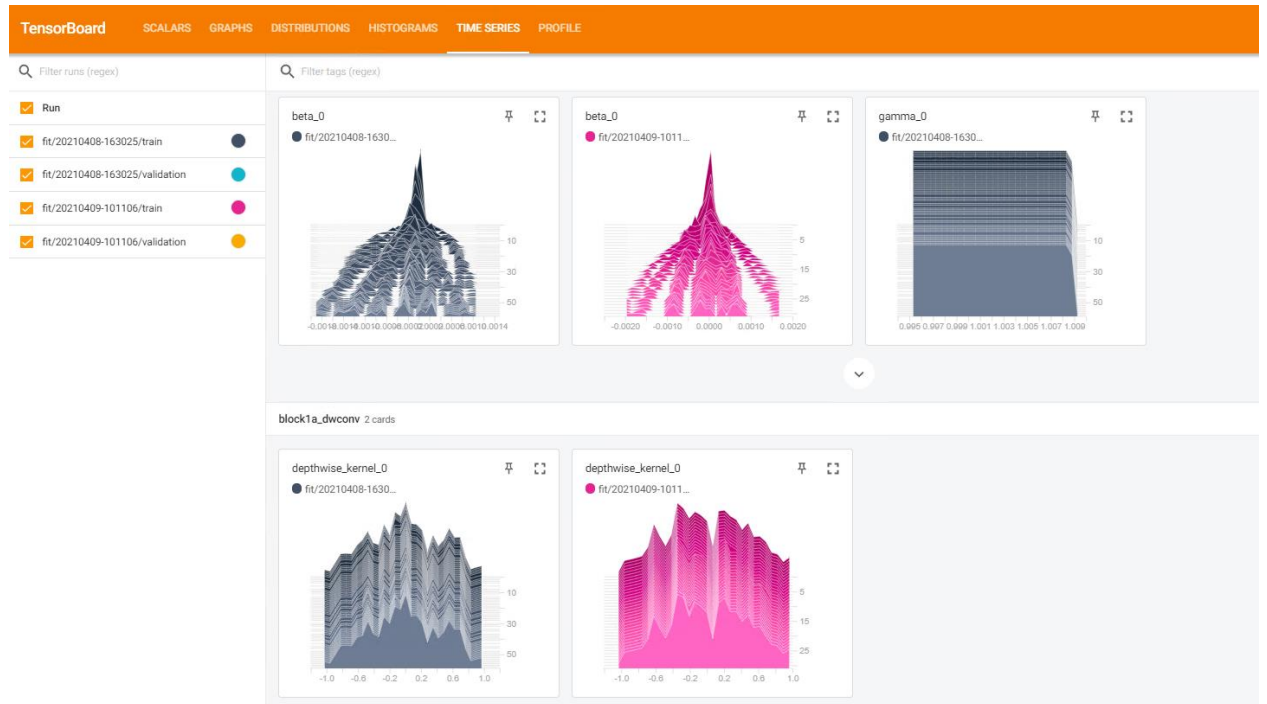 TensorBoard SCALARS GRAPHS DISTRIBUTIONS HISTOGRAMS TIME SERIES PROFILE
Filter runs (regex)
Filter tags (regex)
Run
fit/20210408-163025/train
fit/20210408-163025/validation
fit/20210409-101106/train
fit/20210409-101106/validation
beta_0
fit/20210408-1630...
10
30
50
beta_0
fit/20210409-1011...
5
15
25
-0.0020 -0.0010 0.0000 0.0010 0.0020
gamma_0
fit/20210408-1630...
10
30
50
0.995 0.997 0.999 1.001 1.003 1.005 1.007 1.009
block1a_dwconv 2 cards
depthwise_kernel_0
fit/20210408-1630...
10
30
50
-1.0 -0.6 -0.2 0.2 0.6 1.0
depthwise_kernel_0
fit/20210409-1011...
5
15
25
-1.0 -0.6 -0.2 0.2 0.6 1.0